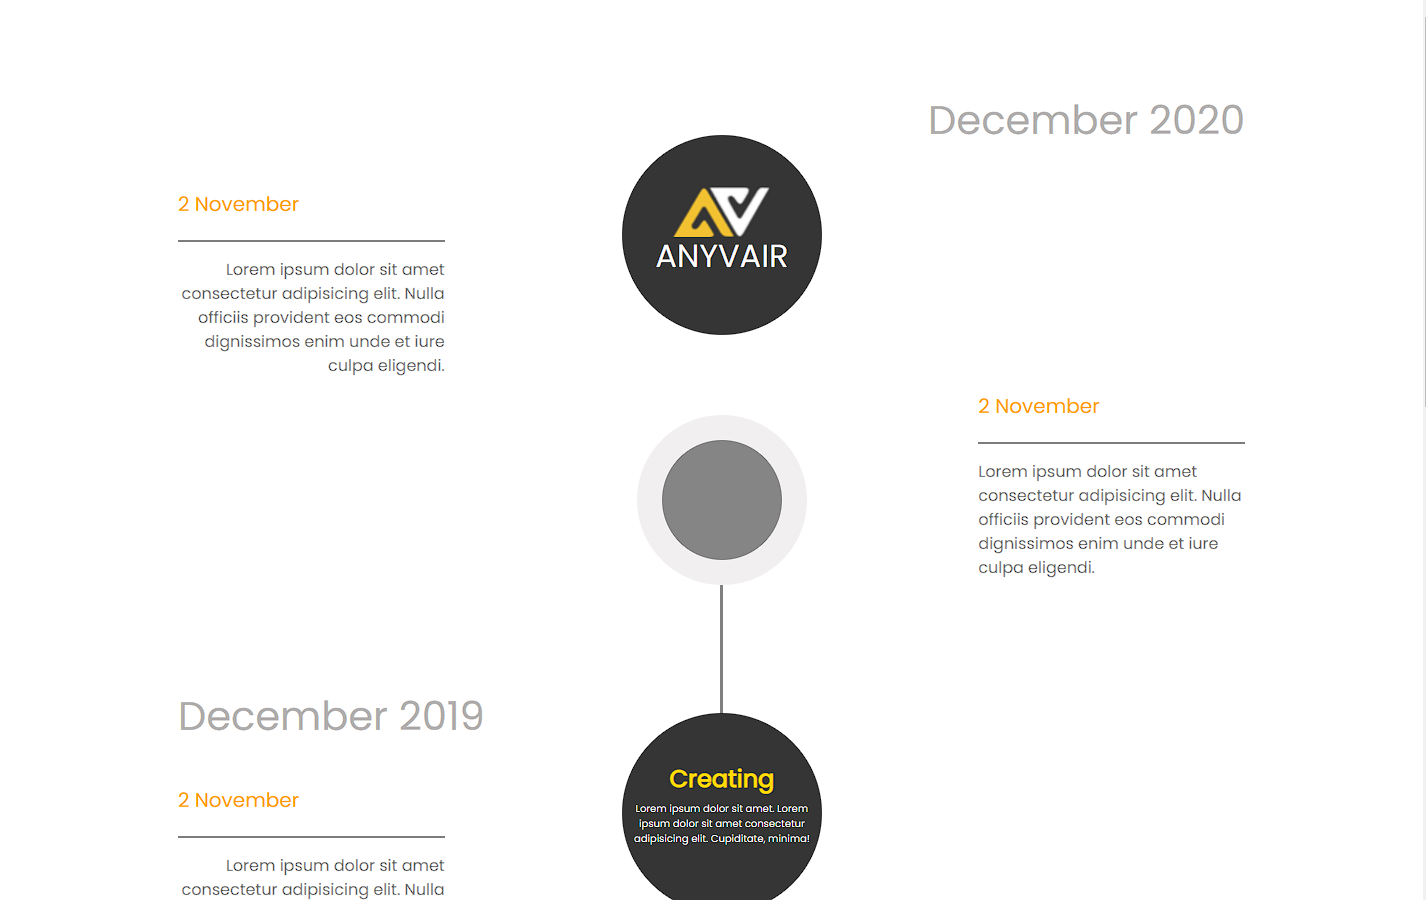 December 2020
ANYVAIR
2 November
Lorem ipsum dolor sit amet
consectetur adipisicing elit. Nulla
officiis provident eos commodi
dignissimos enim unde et iure
culpa eligendi.
2 November
Lorem ipsum dolor sit amet
consectetur adipisicing elit. Nulla
officiis provident eos commodi
dignissimos enim unde et iure
culpa eligendi.
December 2019
2 November
Lorem ipsum dolor sit amet
consectetur adipisicing elit. Nulla
Creating
Lorem ipsum dolor sit amet. Lorem
ipsum dolor sit amet consectetur
adipisicing elit. Cupiditate, minima!